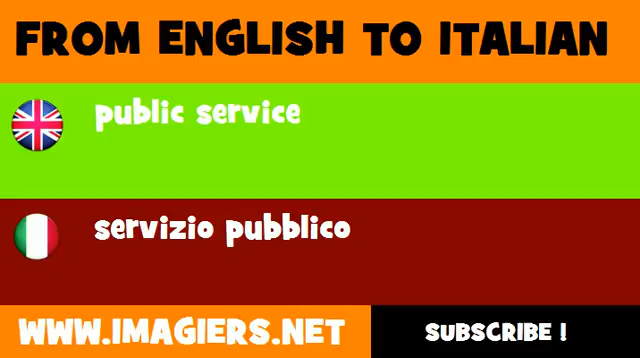 FROM ENGLISH TO ITALIAN
public service
servizio pubblico
WWW.IMAGIERS.NET
SUBSCRIBE !